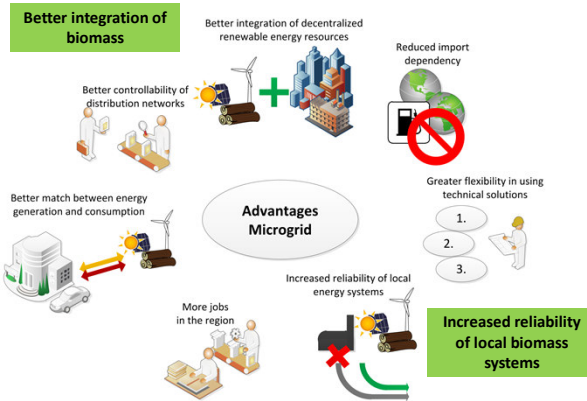 Better integration of
biomass
Better integration of decentralized
renewable energy resources
Reduced import
dependency
Better controllability of
distribution networks
Greater flexibility in using
technical solutions
1.
2.
3.
Better match between energy
generation and consumption
Advantages
Microgrid
Increased reliability of local
energy systems
More jobs
in the region
Increased reliability
of local biomass
systems